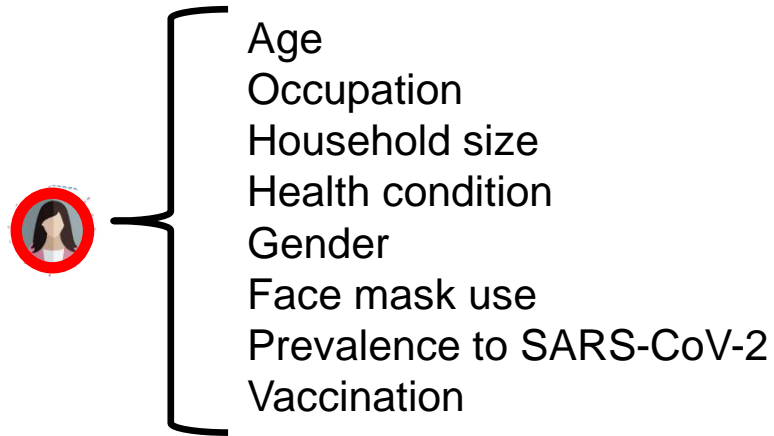 Age
Occupation
Household size
Health condition
Gender
Face mask use
Prevalence to SARS-CoV-2
Vaccination